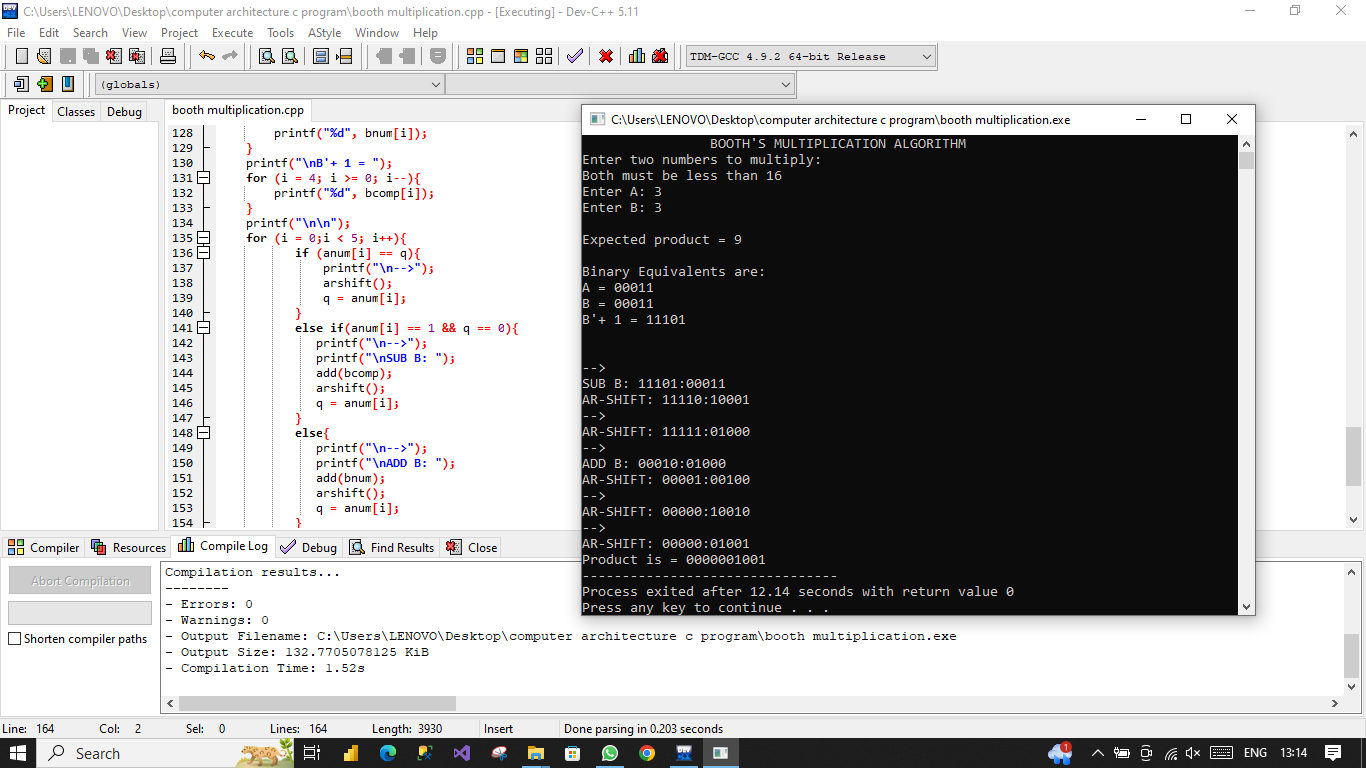 C:\Users\LENOVO\Desktop\computer architecture c program\booth multiplication.cpp - [Executing] - Dev-C++ 5.11
File Edit Search View Project Execute Tools AStyle Window Help
TDM-GCC 4.9.2 64-bit Release
(globals)
Project Classes Debug
booth multiplication.cpp
128 printf("%d", bnum[i]);
129 }
130 printf("\nB'+ 1 = ");
131 for (i = 4; i >= 0; i--){
132 printf("%d", bcomp[i]);
133 }
134 printf("\n\n");
135 for (i = 0;i < 5; i++){
136 if (anum[i] == q){
137 printf("\n-->");
138 arshift();
139 q = anum[i];
140 }
141 else if(anum[i] == 1 && q == 0){
142 printf("\n-->");
143 printf("\nSUB B: ");
144 add(bcomp);
145 arshift();
146 q = anum[i];
147 }
148 else{
149 printf("\n-->");
150 printf("\nADD B: ");
151 add(bnum);
152 arshift();
153 q = anum[i];
154 }
C:\Users\LENOVO\Desktop\computer architecture c program\booth multiplication.exe
BOOTH'S MULTIPLICATION ALGORITHM
Enter two numbers to multiply:
Both must be less than 16
Enter A: 3
Enter B: 3
Expected product = 9
Binary Equivalents are:
A = 00011
B = 00011
B'+ 1 = 11101
-->
SUB B: 11101:00011
AR-SHIFT: 11110:10001
-->
AR-SHIFT: 11111:01000
-->
ADD B: 00010:01000
AR-SHIFT: 00001:00100
-->
AR-SHIFT: 00000:10010
-->
AR-SHIFT: 00000:01001
Product is = 0000001001
--------------------------------
Process exited after 12.14 seconds with return value 0
Press any key to continue . . .
Compiler Resources Compile Log Debug Find Results Close
Abort Compilation
Shorten compiler paths
Compilation results...
--------
- Errors: 0
- Warnings: 0
- Output Filename: C:\Users\LENOVO\Desktop\computer architecture c program\booth multiplication.exe
- Output Size: 132.7705078125 KiB
- Compilation Time: 1.52s
Line: 164 Col: 2 Sel: 0 Lines: 164 Length: 3930 Insert Done parsing in 0.203 seconds
Search
1
ENG 13:14